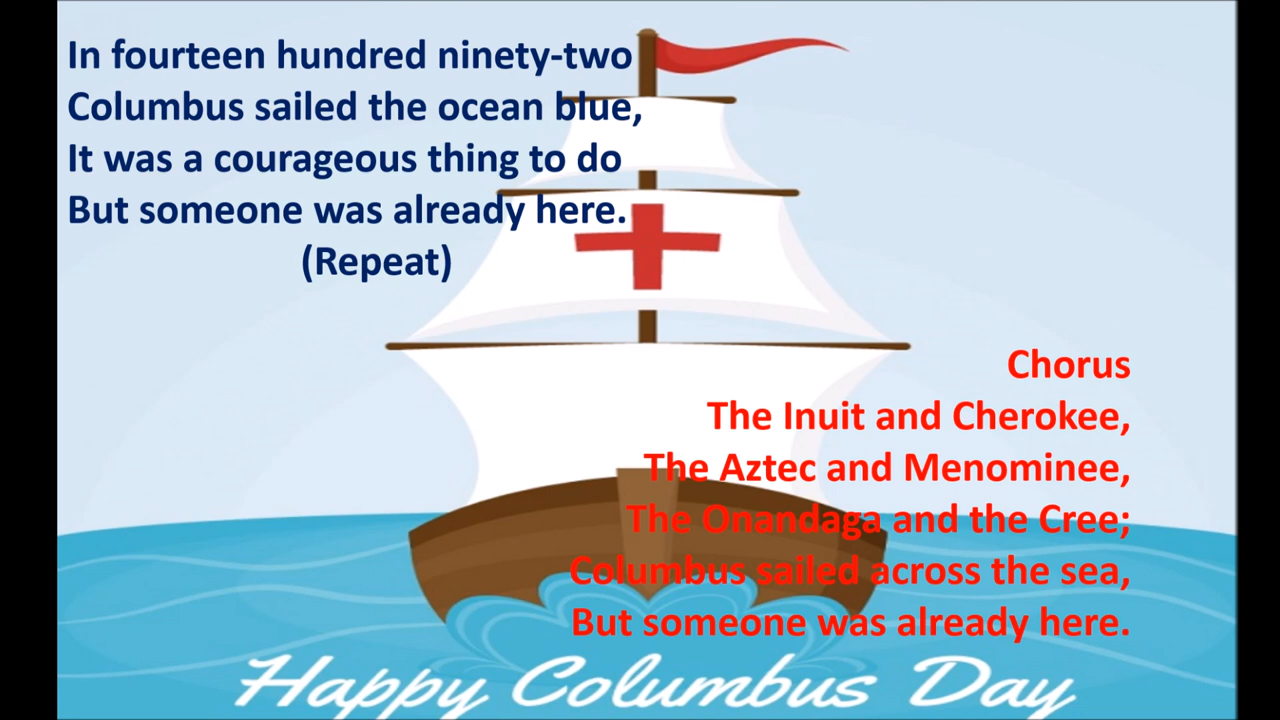 In fourteen hundred ninety-two
Columbus sailed the ocean blue,
It was a courageous thing to do
But someone was already here.
(Repeat)
Chorus
The Inuit and Cherokee,
The Aztec and Menominee,
The Onandaga and the Cree;
Columbus sailed across the sea,
But someone was already here.
Happy Columbus Day